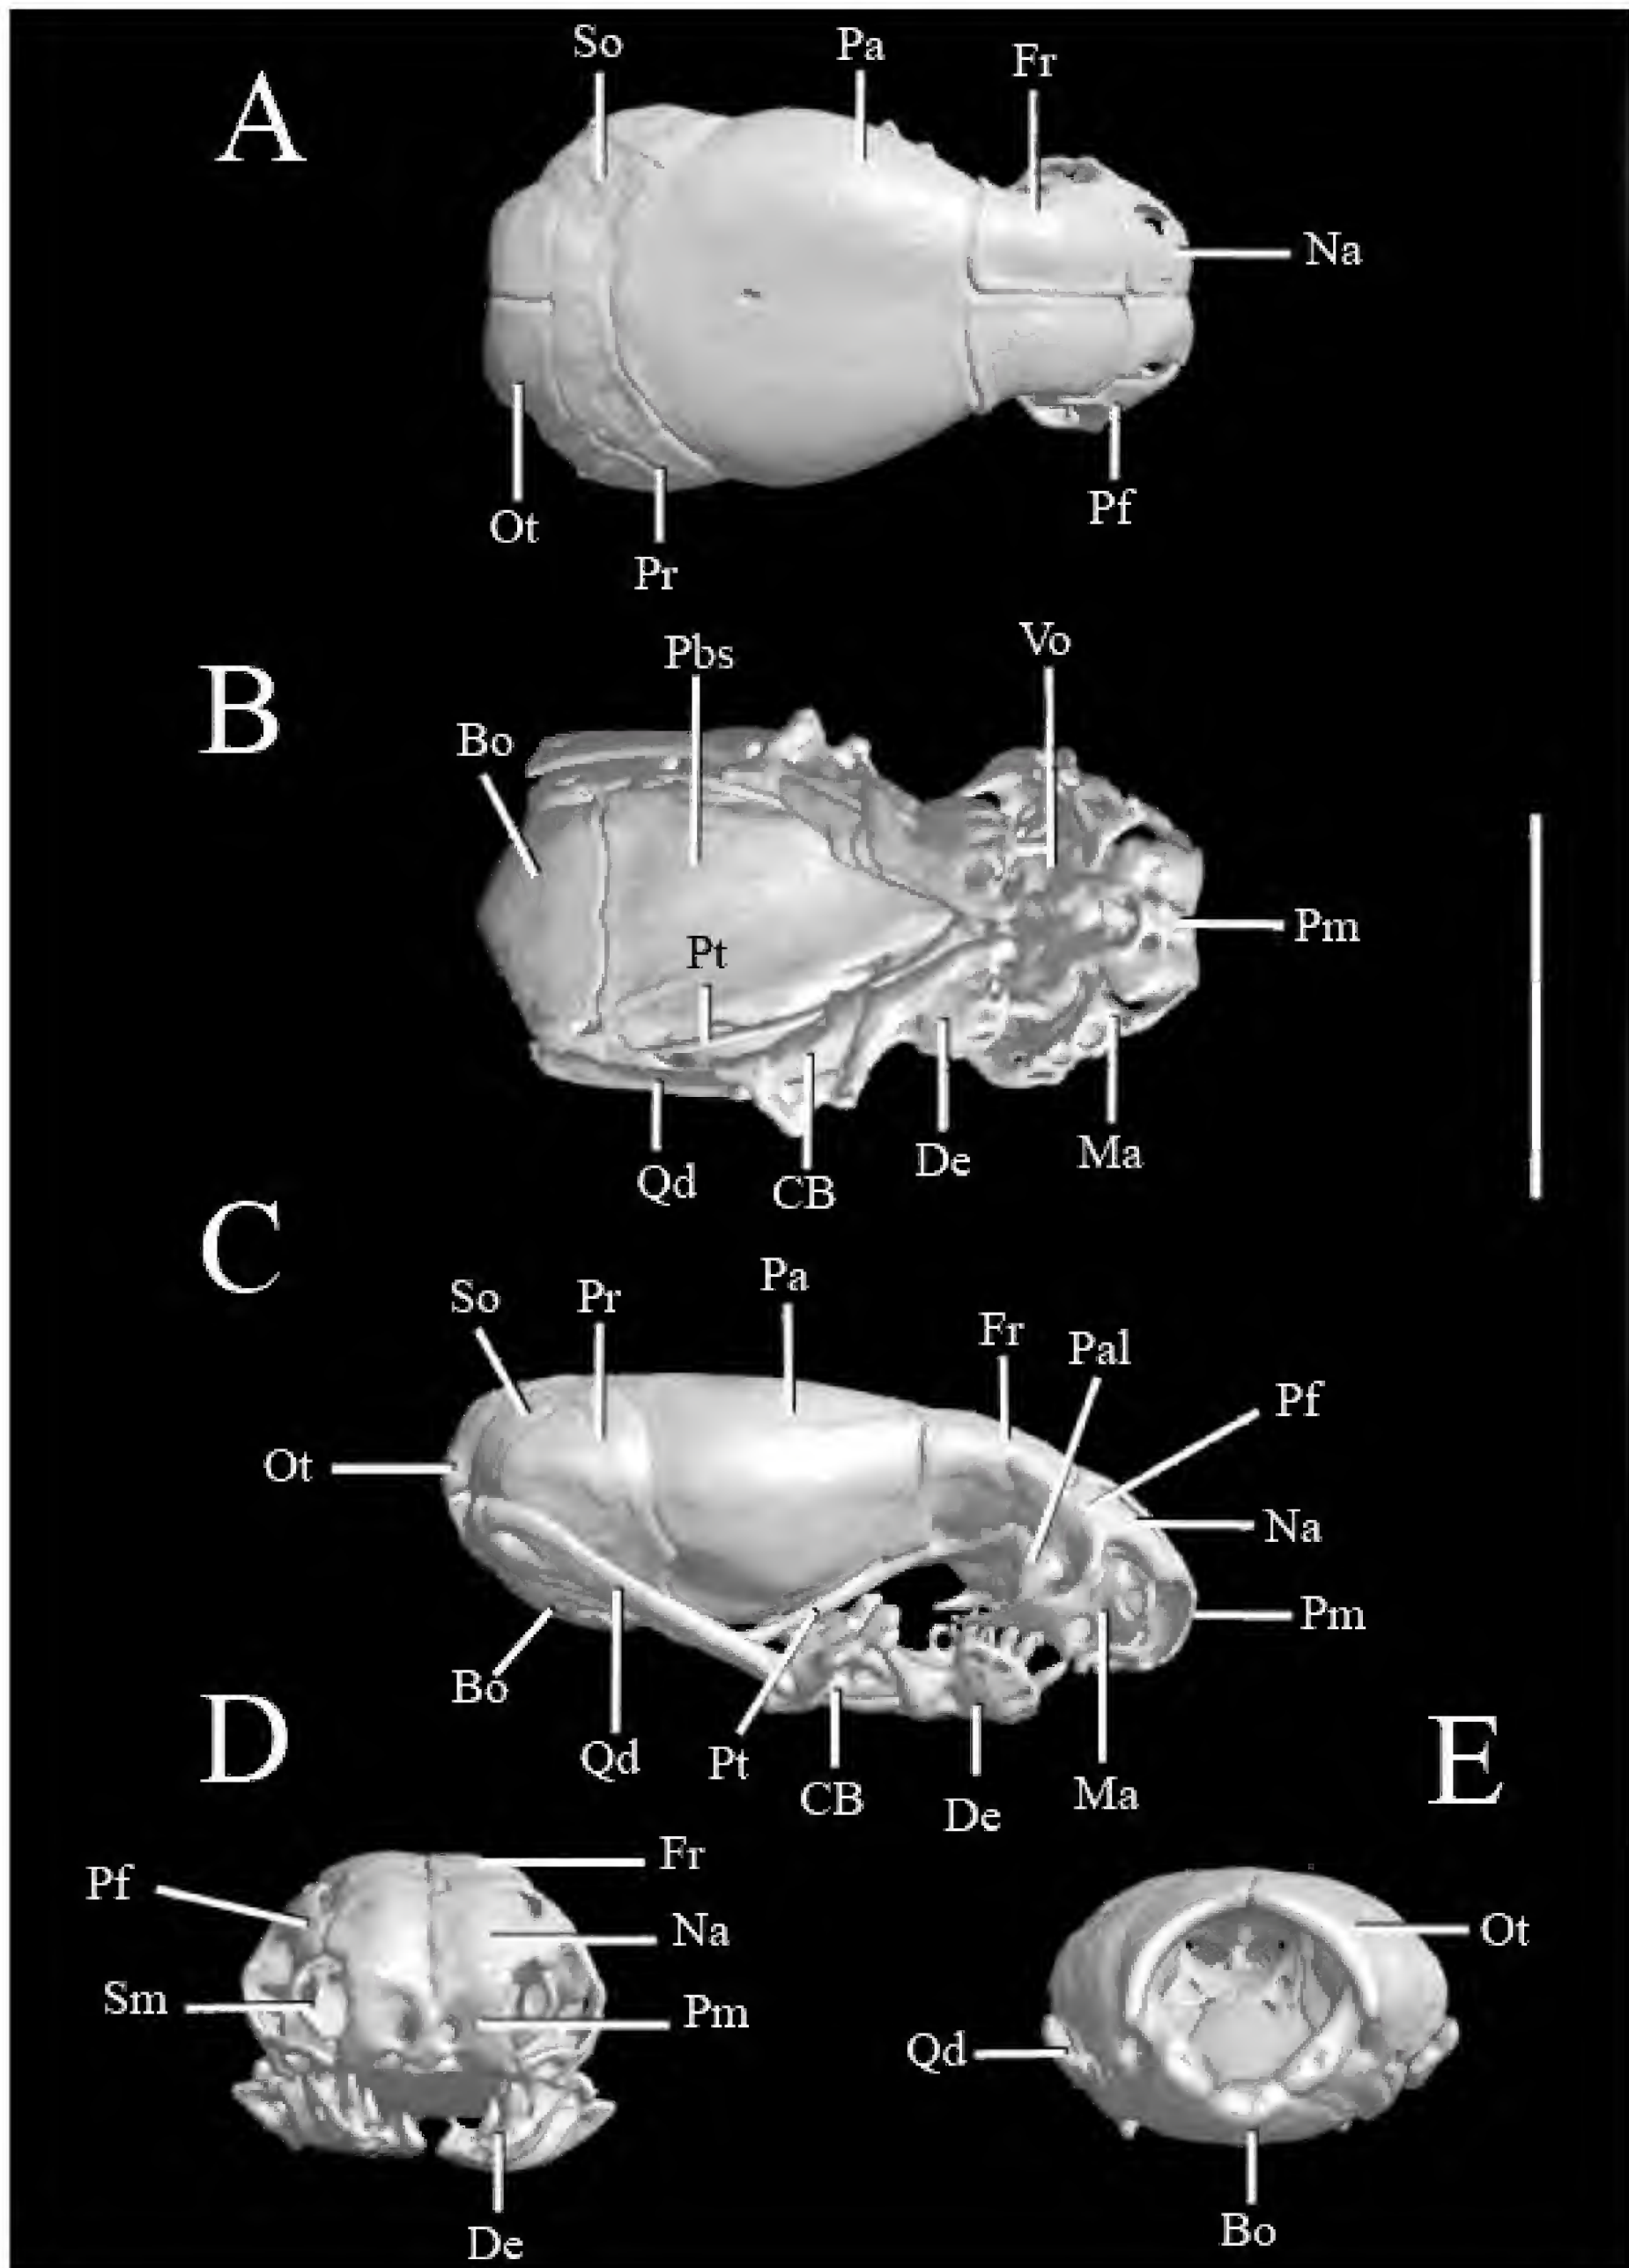 A
So
Pa
Fr
Na
Ot
Pr
Pf
B
Pbs
Vo
Bo
Pt
Pm
Qd
CB
De
Ma
C
So
Pr
Pa
Fr
Pal
Pf
Ot
Na
Pm
Bo
Qd
Pt
CB
De
Ma
D
Pf
Fr
Na
Sm
Pm
De
E
Ot
Qd
Bo